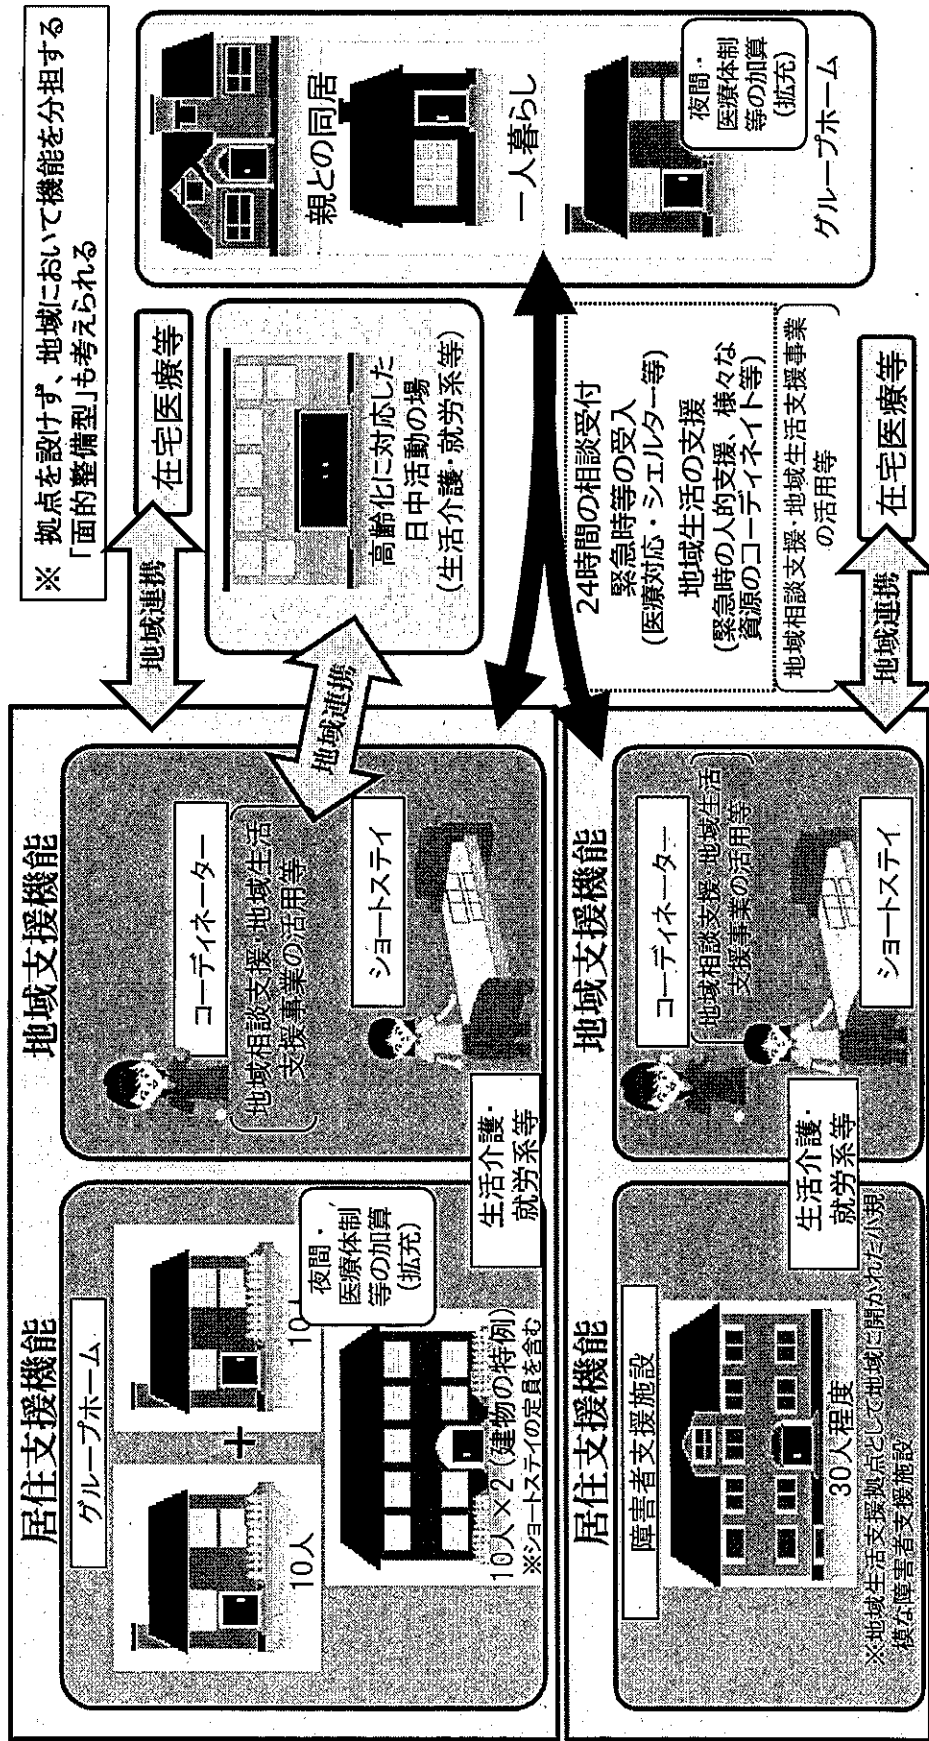 居住支援機能
グループホーム
10人
＋
10人
10人×2（建物の特例）
※ショートステイの定員を含む
夜間・
医療体制
等の加算
（拡充）
地域支援機能
コーディネーター
地域相談支援・地域生活
支援事業の活用等
ショートステイ
生活介護・
就労系等
居住支援機能
障害者支援施設
30人程度
※地域生活支援拠点として地域に開かれた小規
模な障害者支援施設
地域支援機能
コーディネーター
地域相談支援・地域生活
支援事業の活用等
ショートステイ
生活介護・
就労系等
※　拠点を設けず、地域において機能を分担する
「面的整備型」も考えられる
地域連携
在宅医療等
地域連携
高齢化に対応した
日中活動の場
（生活介護・就労系等）
24時間の相談受付
緊急時等の受入
（医療対応・シェルター等）
地域生活の支援
（緊急時の人的支援、様々な
資源のコーディネイト等）
地域相談支援・地域生活支援事業
の活用等
地域連携
在宅医療等
親との同居
一人暮らし
グループホーム
夜間・
医療体制
等の加算
（拡充）